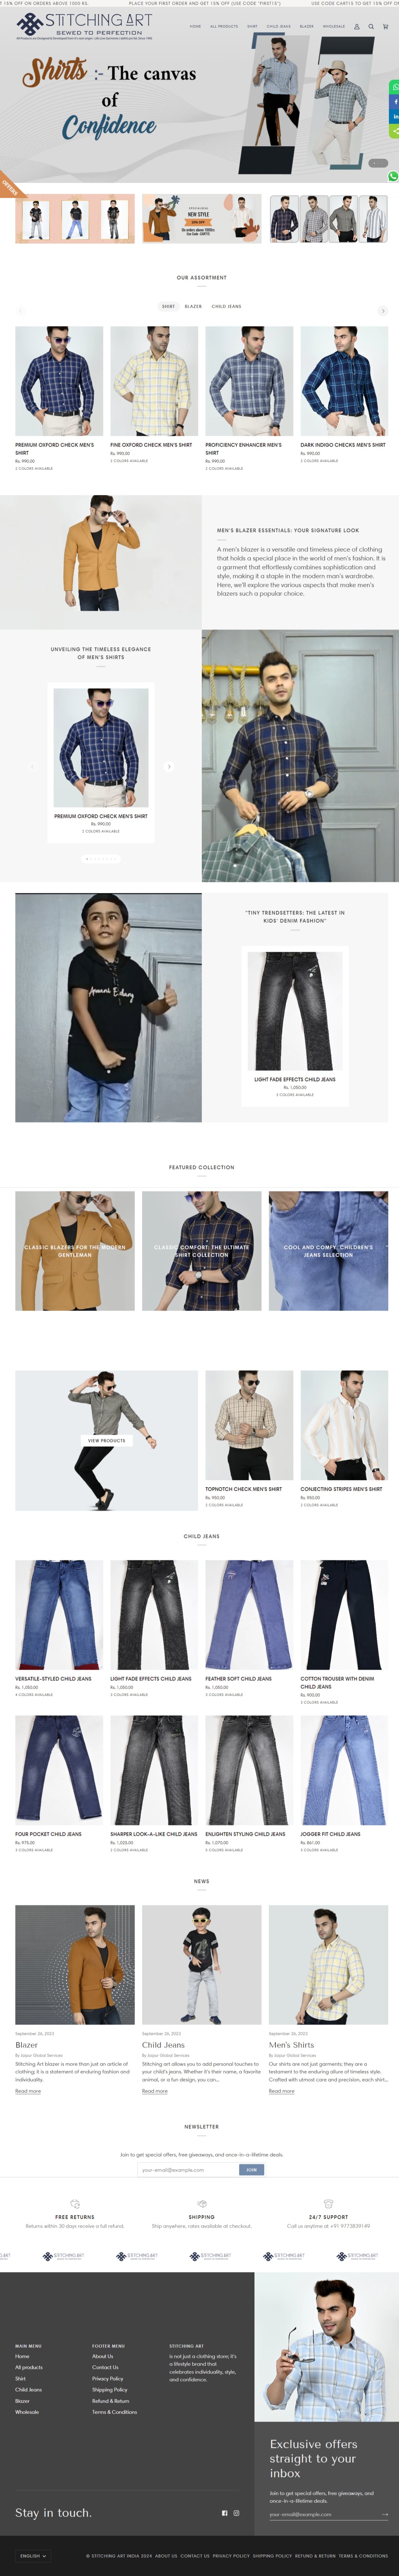 T 15% OFF ON ORDERS ABOVE 1000 RS.
PLACE YOUR FIRST ORDER AND GET 15% OFF (USE CODE "FIRST15")
USE CODE CART15 TO GET 15% OFF ON
STITCHING ART
SEWED TO PERFECTION
HOME ALL PRODUCTS SHIRT CHILD JEANS BLAZER WHOLESALE
Shirts : The canvas
of
Confidence
OFFERS
NEW STYLE
OUR ASSORTMENT
SHIRT BLAZER CHILD JEANS
PREMIUM OXFORD CHECK MEN'S
SHIRT
Rs. 990.00
2 COLORS AVAILABLE
FINE OXFORD CHECK MEN'S SHIRT
Rs. 990.00
2 COLORS AVAILABLE
PROFICIENCY ENHANCER MEN'S
SHIRT
Rs. 990.00
2 COLORS AVAILABLE
DARK INDIGO CHECKS MEN'S SHIRT
Rs. 990.00
2 COLORS AVAILABLE
MEN'S BLAZER ESSENTIALS: YOUR SIGNATURE LOOK
A men's blazer is a versatile and timeless piece of clothing
that holds a special place in the world of men's fashion. It is
a garment that effortlessly combines sophistication and
style, making it a staple in the modern man's wardrobe.
Here, we'll explore the various aspects that make men's
blazers such a popular choice.
UNVEILING THE TIMELESS ELEGANCE
OF MEN'S SHIRTS
PREMIUM OXFORD CHECK MEN'S SHIRT
Rs. 990.00
2 COLORS AVAILABLE
"TINY TRENDSETTERS: THE LATEST IN
KIDS' DENIM FASHION"
LIGHT FADE EFFECTS CHILD JEANS
Rs. 1,050.00
3 COLORS AVAILABLE
FEATURED COLLECTION
CLASSIC BLAZERS FOR THE MODERN
GENTLEMAN
CLASSIC COMFORT: THE ULTIMATE
SHIRT COLLECTION
COOL AND COMFY: CHILDREN'S
JEANS SELECTION
VIEW PRODUCTS
TOPNOTCH CHECK MEN'S SHIRT
Rs. 950.00
2 COLORS AVAILABLE
CONJECTING STRIPES MEN'S SHIRT
Rs. 950.00
2 COLORS AVAILABLE
CHILD JEANS
VERSATILE-STYLED CHILD JEANS
Rs. 1,050.00
4 COLORS AVAILABLE
LIGHT FADE EFFECTS CHILD JEANS
Rs. 1,050.00
3 COLORS AVAILABLE
FEATHER SOFT CHILD JEANS
Rs. 1,050.00
3 COLORS AVAILABLE
COTTON TROUSER WITH DENIM
CHILD JEANS
Rs. 900.00
3 COLORS AVAILABLE
FOUR POCKET CHILD JEANS
Rs. 975.00
3 COLORS AVAILABLE
SHARPER LOOK-A-LIKE CHILD JEANS
Rs. 1,025.00
2 COLORS AVAILABLE
ENLIGHTEN STYLING CHILD JEANS
Rs. 1,070.00
5 COLORS AVAILABLE
JOGGER FIT CHILD JEANS
Rs. 861.00
3 COLORS AVAILABLE
NEWS
September 26, 2023
Blazer
By Jaipur Global Services
Stitching Art blazer is more than just an article of
clothing; it is a statement of enduring fashion and
individuality.
Read more
September 26, 2023
Child Jeans
By Jaipur Global Services
Stitching art allows you to add personal touches to
your child's jeans. Whether it's their name, a favorite
animal, or a fun design, you can...
Read more
September 26, 2023
Men's Shirts
By Jaipur Global Services
Our shirts are not just garments; they are a
testament to the enduring allure of timeless style.
Crafted with utmost care and precision, each shirt...
Read more
NEWSLETTER
Join to get special offers, free giveaways, and once-in-a-lifetime deals.
your-email@example.com JOIN
FREE RETURNS
Returns within 30 days receive a full refund.
SHIPPING
Ship anywhere, rates available at checkout.
24/7 SUPPORT
Call us anytime at +91 9773839149
STITCHING ART STITCHING ART STITCHING ART STITCHING ART STITCHING ART
MAIN MENU
Home
All products
Shirt
Child Jeans
Blazer
Wholesale
FOOTER MENU
About Us
Contact Us
Privacy Policy
Shipping Policy
Refund & Return
Terms & Conditions
STITCHING ART
is not just a clothing store; it's
a lifestyle brand that
celebrates individuality, style,
and confidence.
Exclusive offers
straight to your
inbox
Join to get special offers, free giveaways, and
once-in-a-lifetime deals.
your-email@example.com
Stay in touch.
ENGLISH
© STITCHING ART INDIA 2024 ABOUT US CONTACT US PRIVACY POLICY SHIPPING POLICY REFUND & RETURN TERMS & CONDITIONS